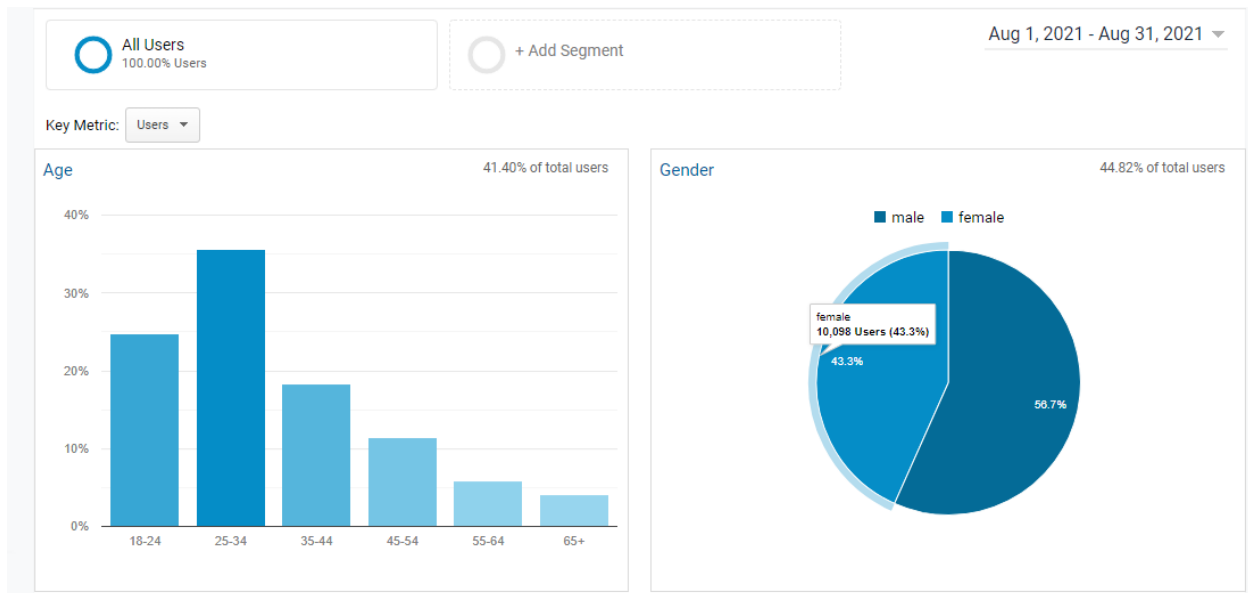 All Users
100.00% Users
+ Add Segment
Aug 1, 2021 - Aug 31, 2021
Key Metric: Users
Age
41.40% of total users
40%
30%
20%
10%
0%
18-24
25-34
35-44
45-54
55-64
65+
Gender
44.82% of total users
male
female
female
10,098 Users (43.3%)
43.3%
56.7%